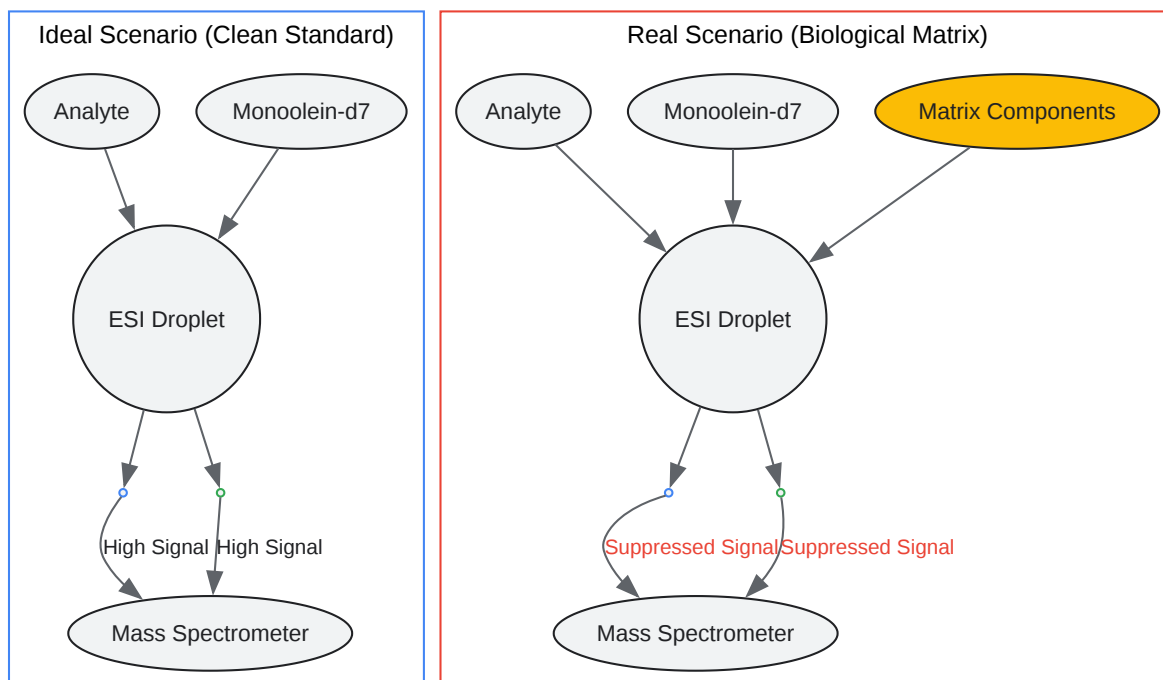 Ideal Scenario (Clean Standard)
Analyte
Monoolein-d7
ESI Droplet
High Signal
High Signal
Mass Spectrometer
Real Scenario (Biological Matrix)
Analyte
Monoolein-d7
Matrix Components
ESI Droplet
Suppressed Signal
Suppressed Signal
Mass Spectrometer